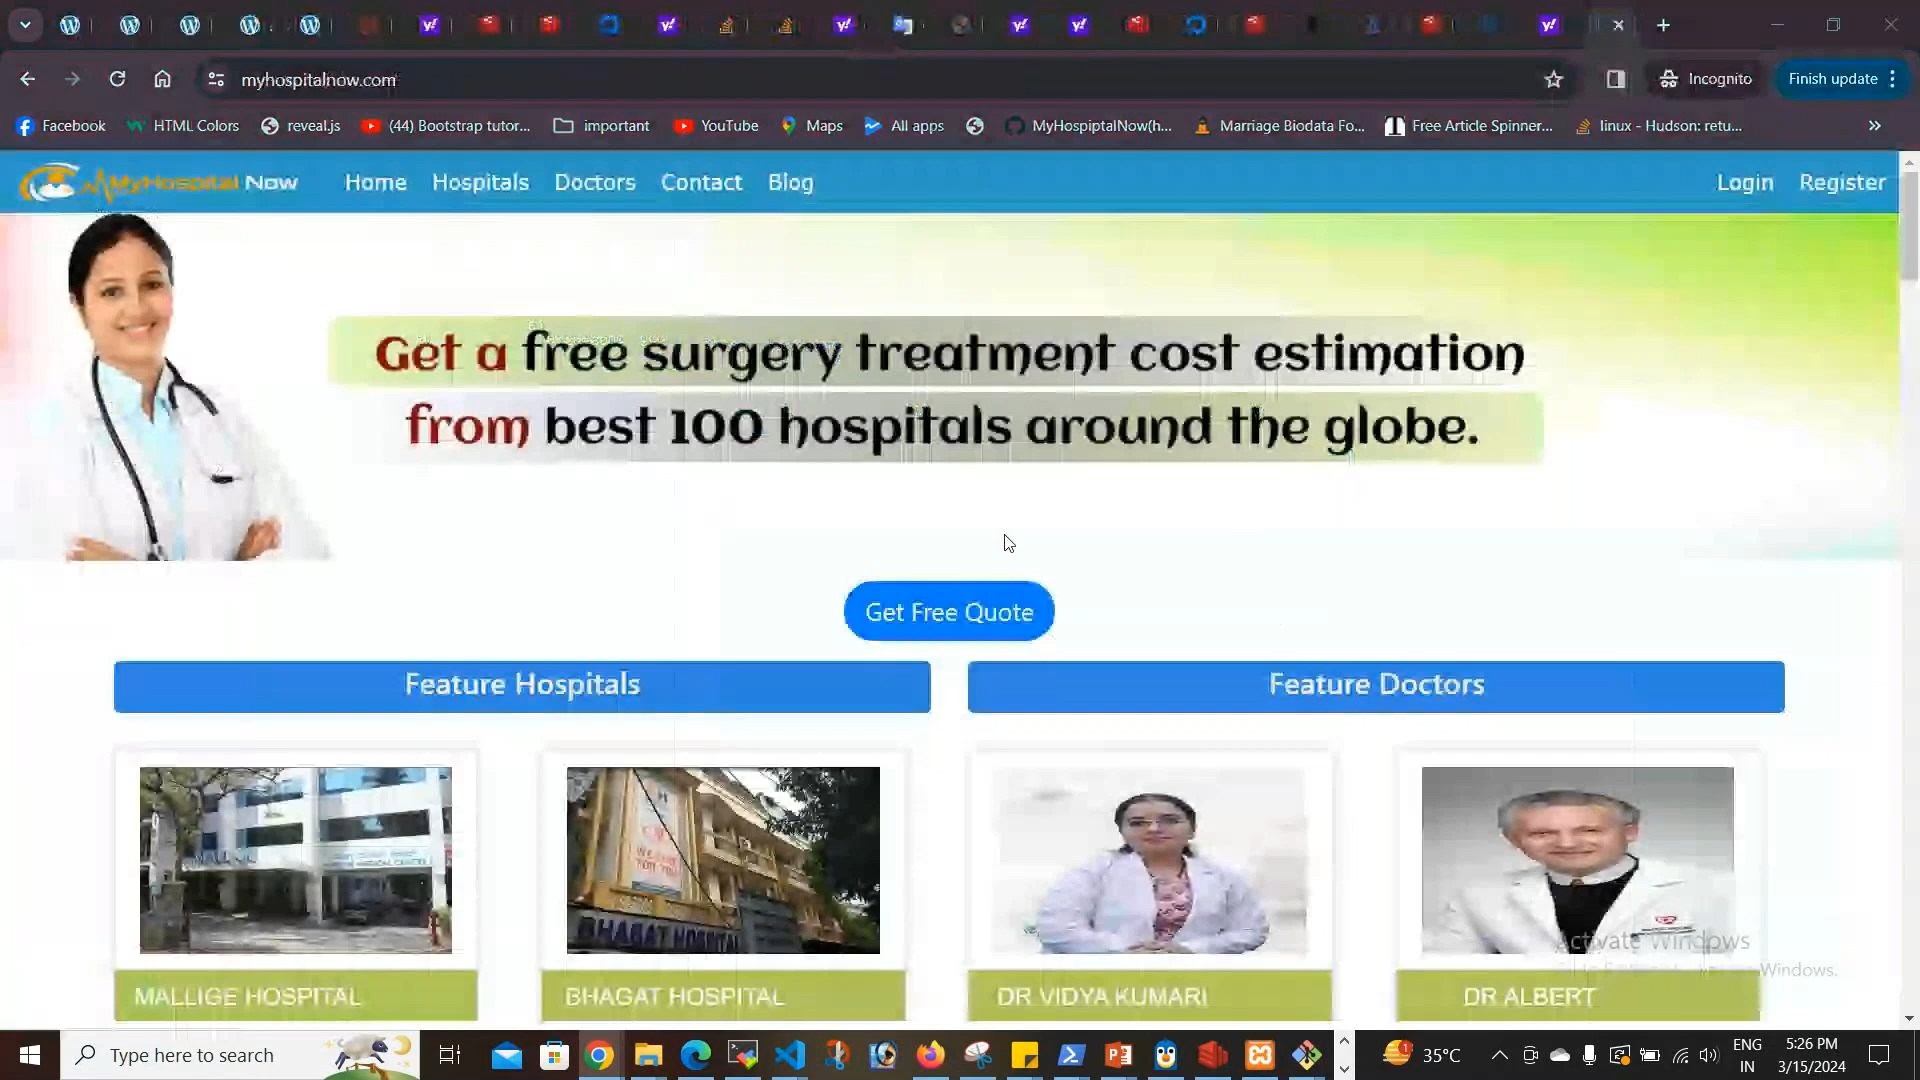 myhospitalnow.com
Incognito
Finish update
Facebook
HTML Colors
reveal.js
(44) Bootstrap tutor...
important
YouTube
Maps
All apps
MyHospiptalNow(h...
Marriage Biodata Fo...
Free Article Spinner...
linux - Hudson: retu...
MyHospital Now
Home
Hospitals
Doctors
Contact
Blog
Login
Register
Get a free surgery treatment cost estimation
from best 100 hospitals around the globe.
Get Free Quote
Feature Hospitals
Feature Doctors
BHAGAT HOSPITAL
MALLIGE HOSPITAL
BHAGAT HOSPITAL
DR VIDYA KUMARI
DR ALBERT
Activate Windows
Windows.
Type here to search
35°C
ENG
IN
5:26 PM
3/15/2024